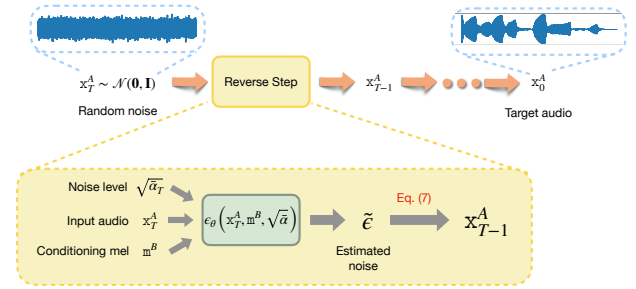 x_T^A ∼ 𝒩(0, I)
Reverse Step
x_{T−1}^A
x_0^A
Random noise
Target audio
Noise level √ᾱ_T
Input audio x_T^A
Conditioning mel m^B
ϵ_θ(x_T^A, m^B, √ᾱ)
ϵ̃
Eq. (7)
x_{T−1}^A
Estimated
noise